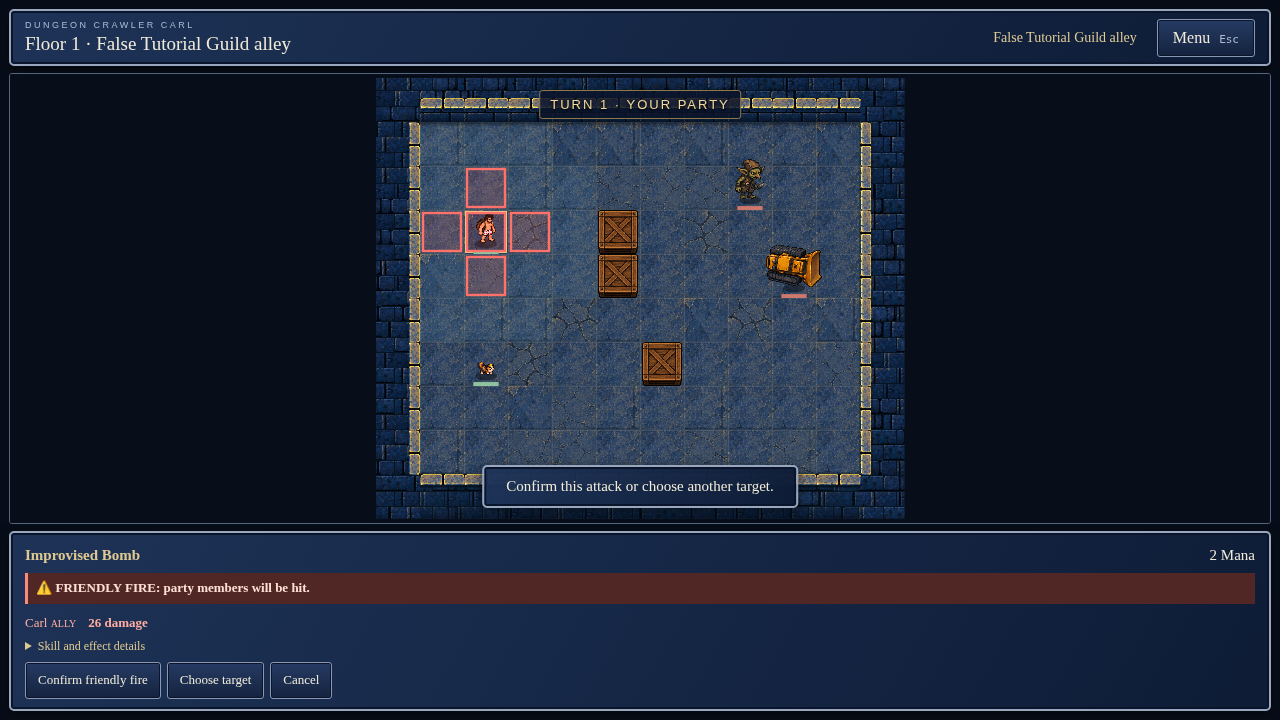 DUNGEON CRAWLER CARL
Floor 1 · False Tutorial Guild alley
False Tutorial Guild alley
Menu Esc
TURN 1 · YOUR PARTY
Confirm this attack or choose another target.
Improvised Bomb
2 Mana
⚠️ FRIENDLY FIRE: party members will be hit.
Carl ALLY 26 damage
▶ Skill and effect details
Confirm friendly fire
Choose target
Cancel